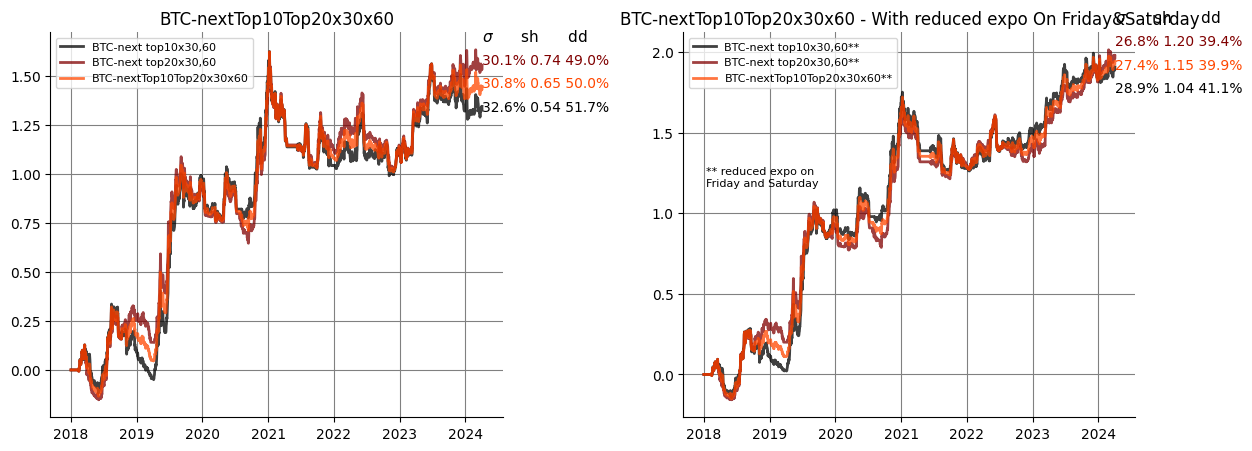 BTC-nextTop10Top20x30x60
σ sh dd
BTC-next top10x30,60
BTC-next top20x30,60
BTC-nextTop10Top20x30x60
30.1% 0.74 49.0%
30.8% 0.65 50.0%
32.6% 0.54 51.7%
1.50
1.25
1.00
0.75
0.50
0.25
0.00
2018 2019 2020 2021 2022 2023 2024
BTC-nextTop10Top20x30x60 - With reduced expo On Friday&Saturday
σ sh dd
BTC-next top10x30,60**
BTC-next top20x30,60**
BTC-nextTop10Top20x30x60**
26.8% 1.20 39.4%
27.4% 1.15 39.9%
28.9% 1.04 41.1%
** reduced expo on
Friday and Saturday
2.0
1.5
1.0
0.5
0.0
2018 2019 2020 2021 2022 2023 2024